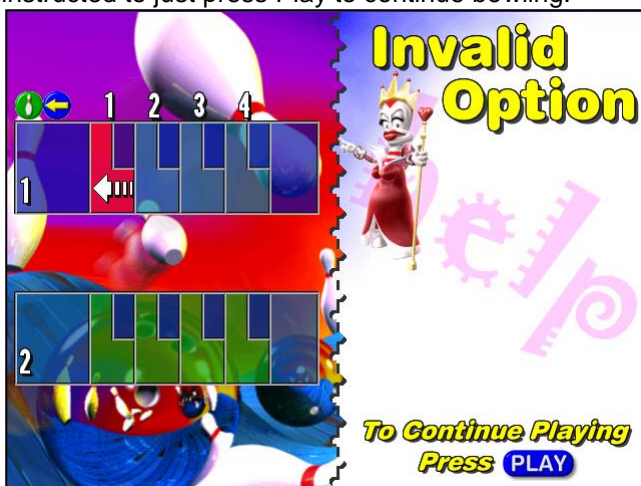 instructed to just press Play to continue bowling.
Invalid
Option
1 2 3 4
1
Help
2
To Continue Playing
Press PLAY